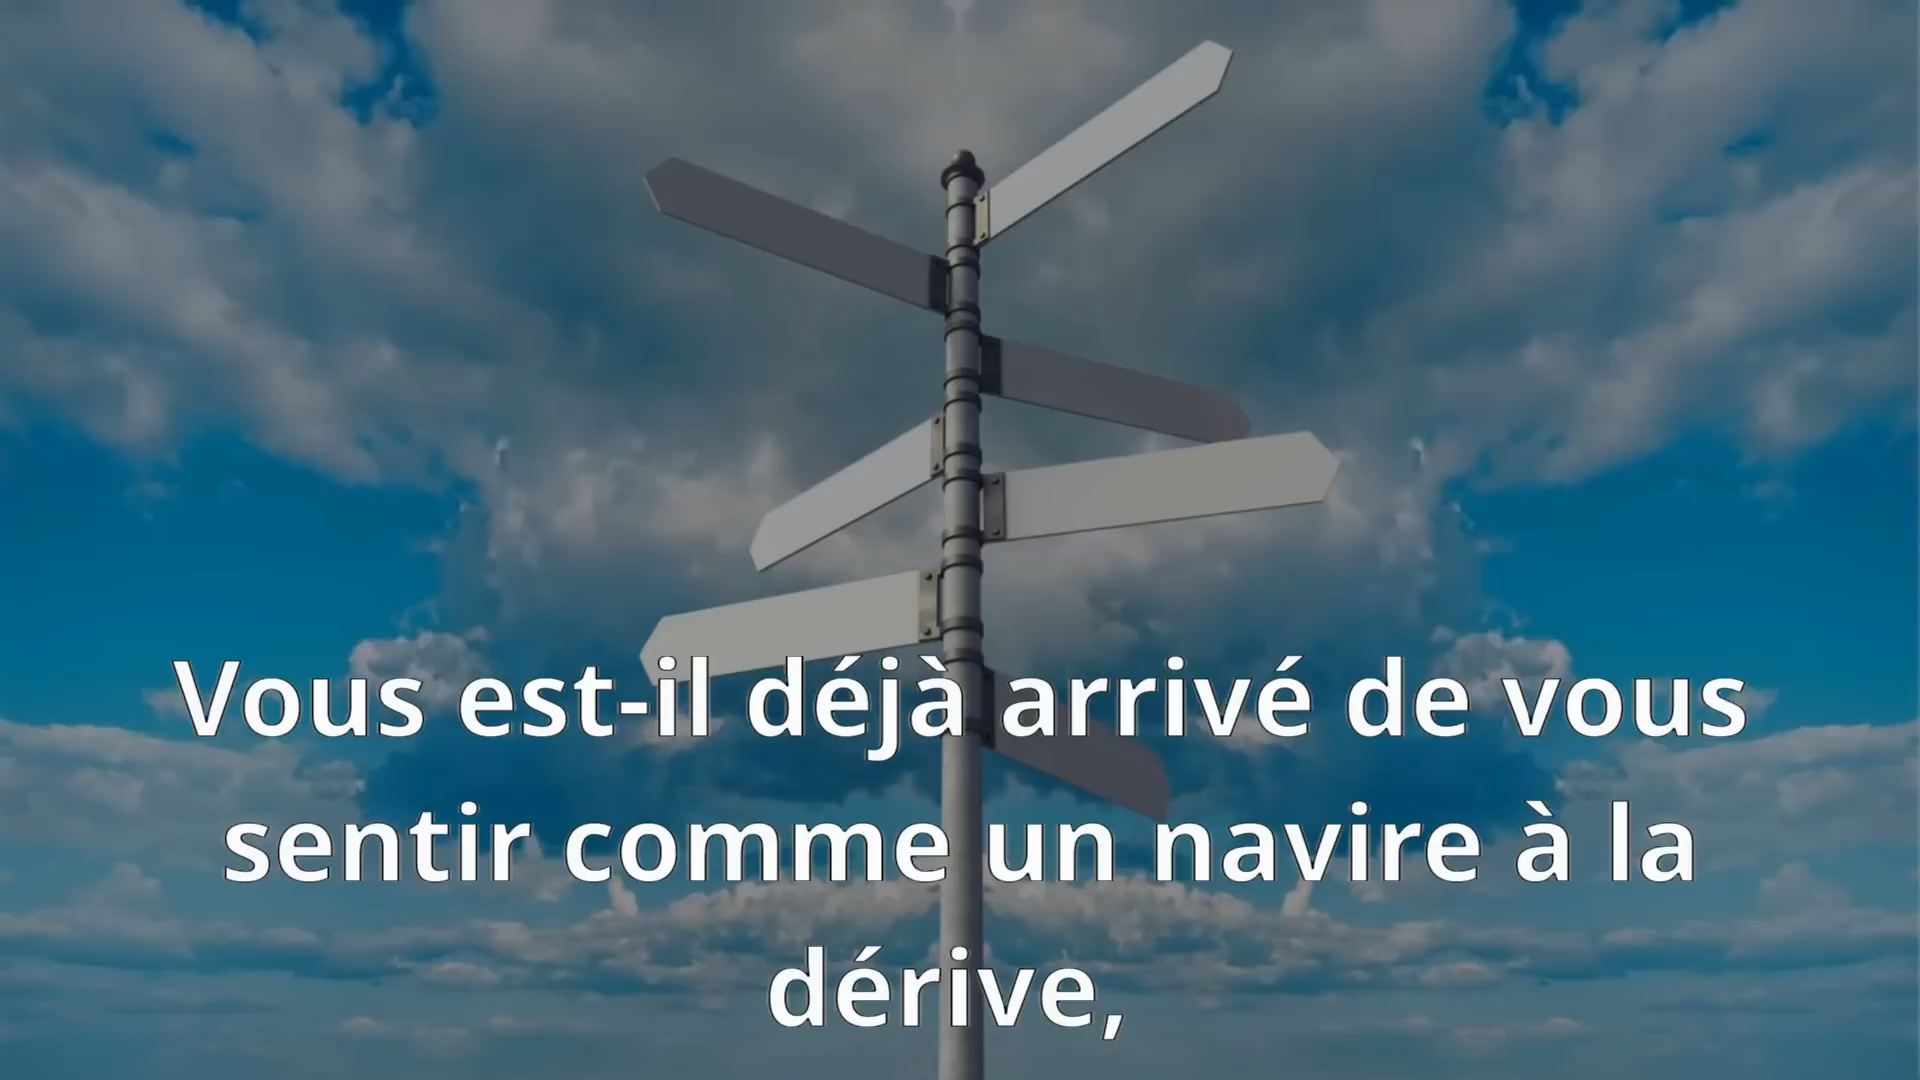 Vous est-il déjà arrivé de vous
sentir comme un navire à la
dérive,